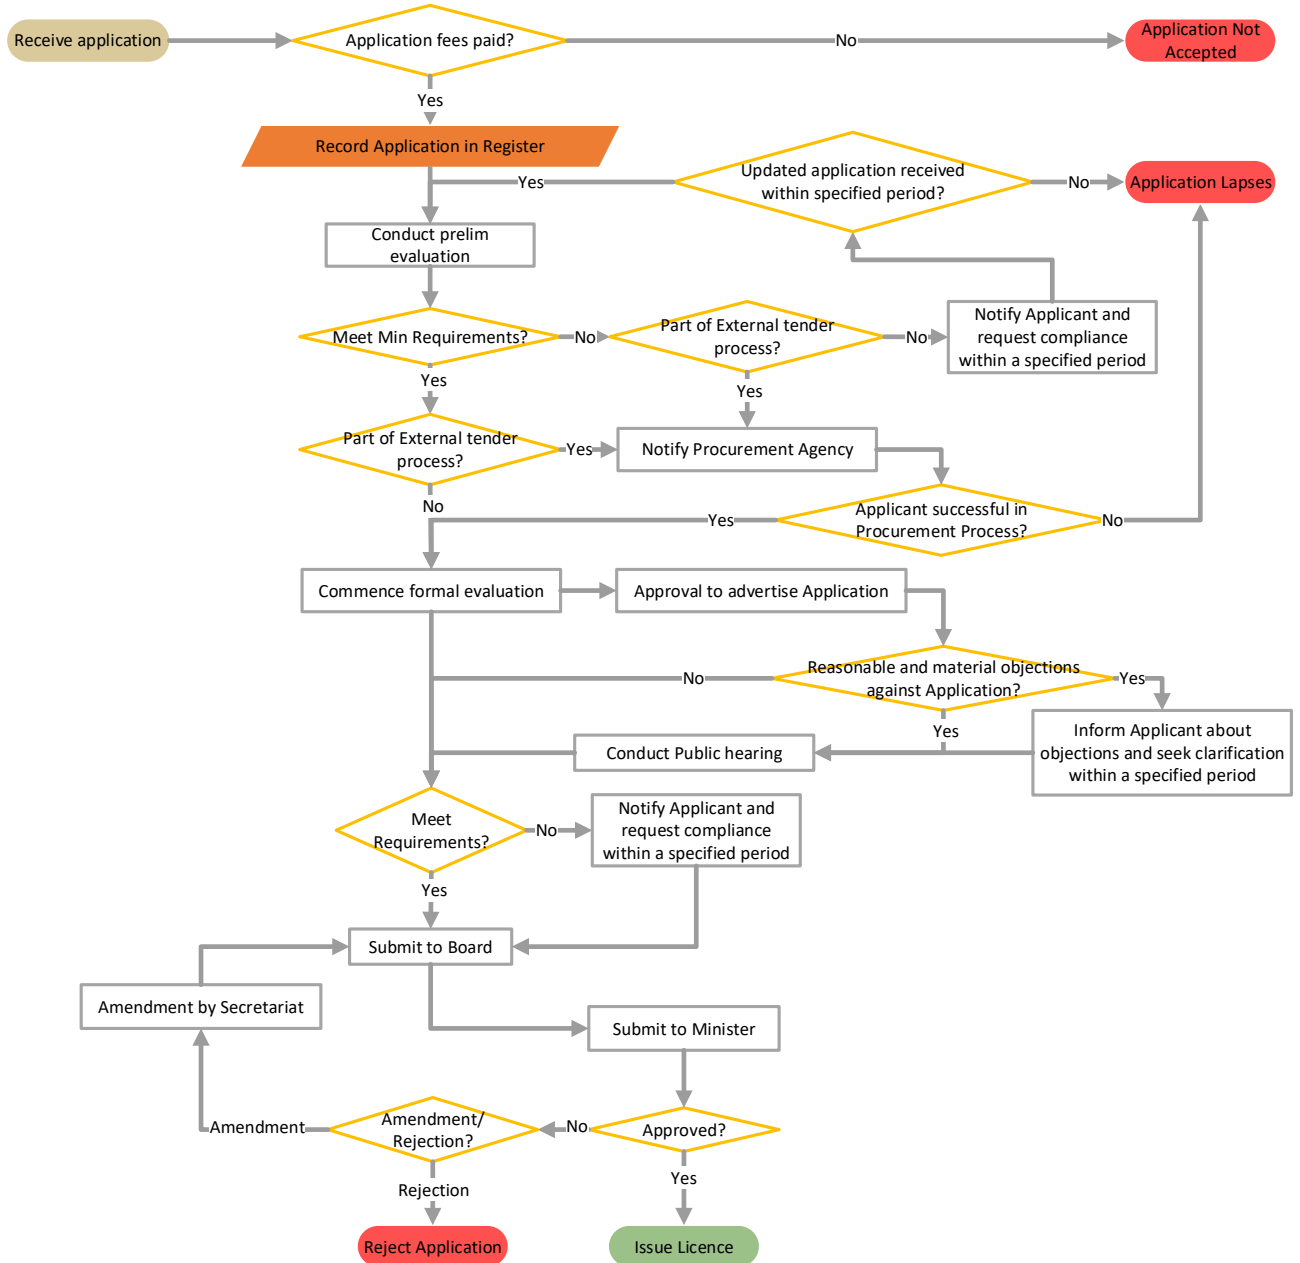 Receive application
Application fees paid?
No
Application Not
Accepted
Yes
Record Application in Register
Updated application received
within specified period?
Yes
No
Application Lapses
Conduct prelim
evaluation
Meet Min Requirements?
No
Part of External tender
process?
No
Notify Applicant and
request compliance
within a specified period
Yes
Yes
Part of External tender
process?
Yes
Notify Procurement Agency
No
Yes
Applicant successful in
Procurement Process?
No
Commence formal evaluation
Approval to advertise Application
Reasonable and material objections
against Application?
No
Yes
Yes
Inform Applicant about
objections and seek clarification
within a specified period
Conduct Public hearing
Meet
Requirements?
No
Notify Applicant and
request compliance
within a specified period
Yes
Submit to Board
Amendment by Secretariat
Submit to Minister
Amendment
Amendment/
Rejection?
No
Approved?
Rejection
Yes
Reject Application
Issue Licence